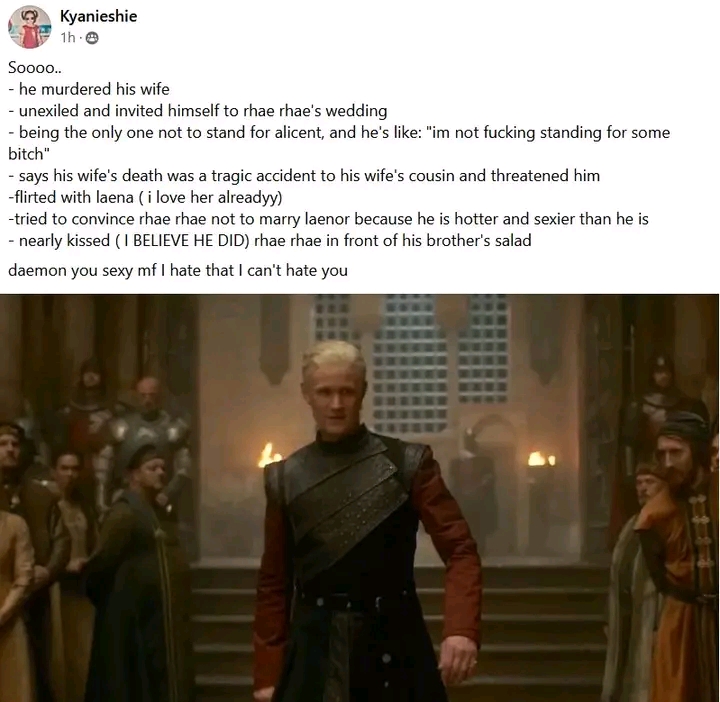 Kyanieshie
1h ·
Soooo..
- he murdered his wife
- unexiled and invited himself to rhae rhae's wedding
- being the only one not to stand for alicent, and he's like: "im not fucking standing for some
bitch"
- says his wife's death was a tragic accident to his wife's cousin and threatened him
-flirted with laena ( i love her alreadyy)
-tried to convince rhae rhae not to marry laenor because he is hotter and sexier than he is
- nearly kissed ( I BELIEVE HE DID) rhae rhae in front of his brother's salad
daemon you sexy mf I hate that I can't hate you